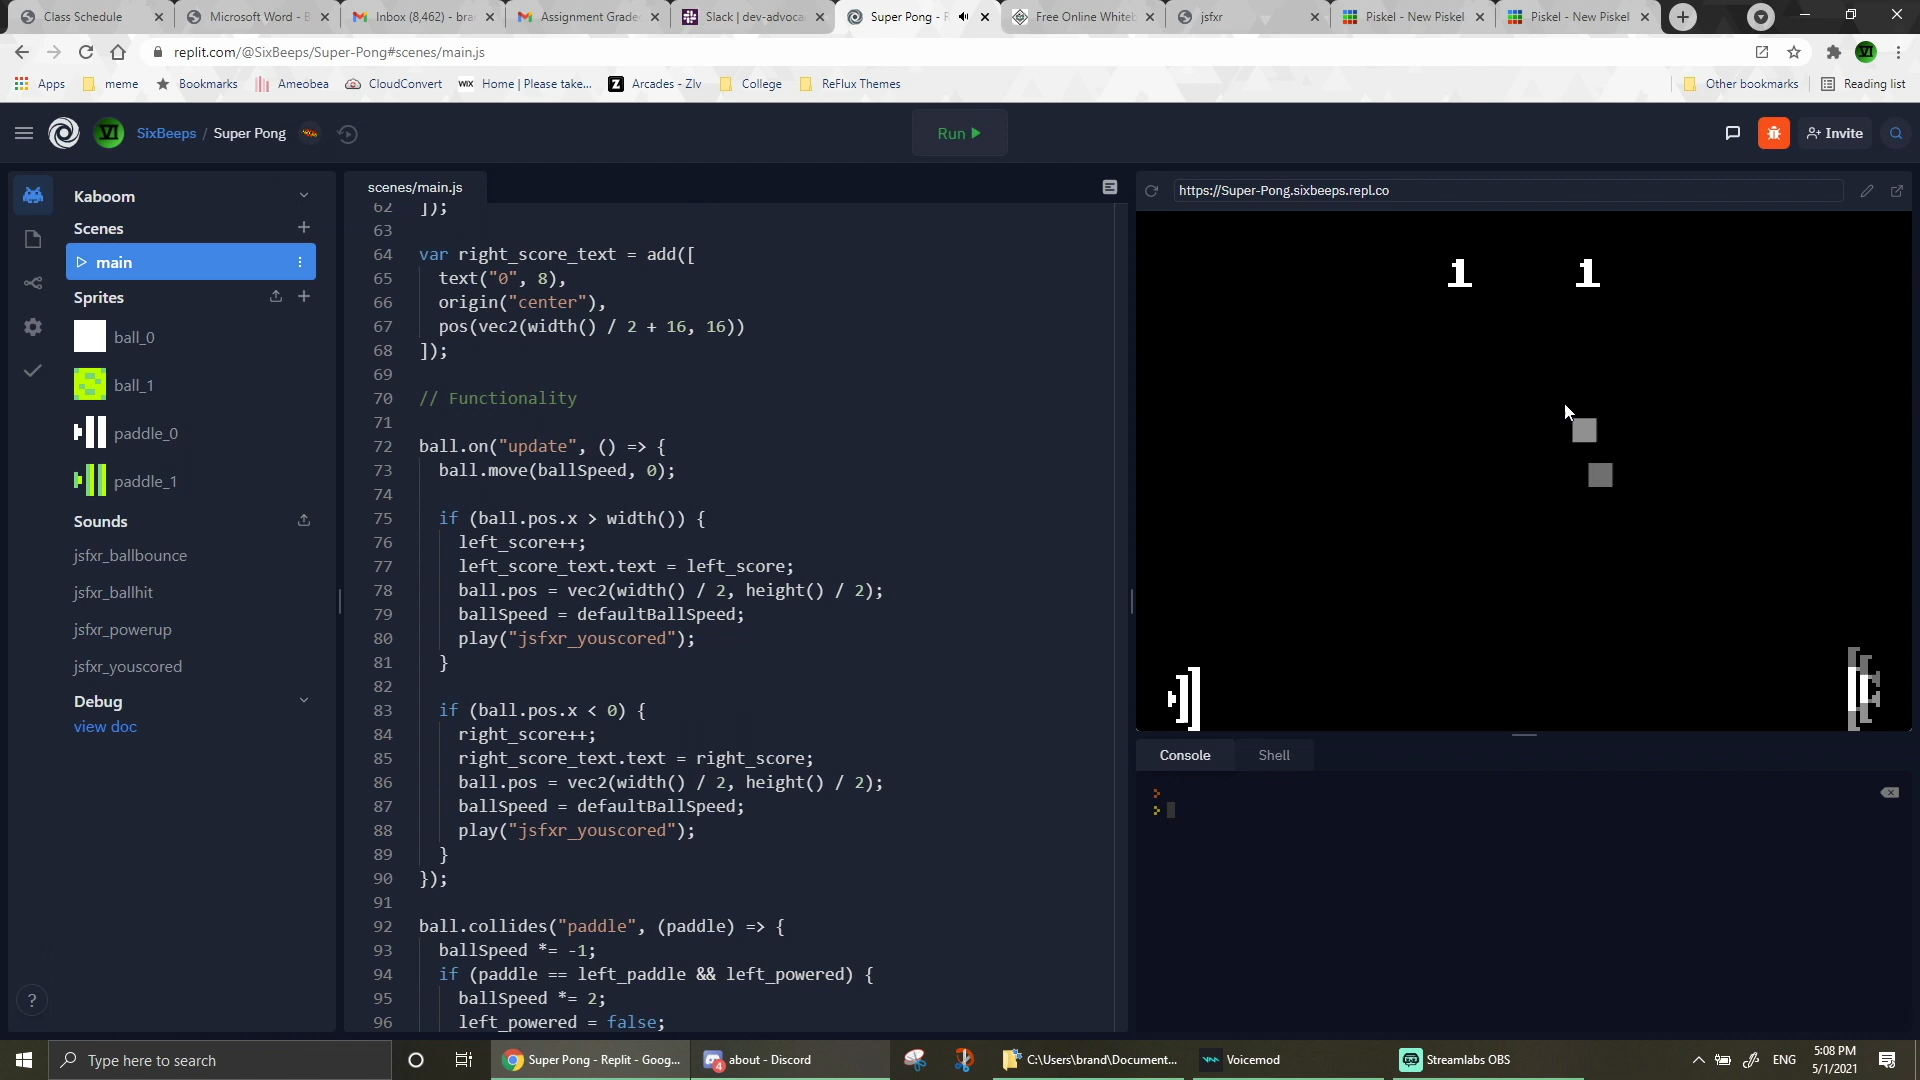 Class Schedule
Microsoft Word - B
Inbox (8,462) - bra
Assignment Grade
Slack | dev-advoca
Super Pong - R
Free Online Whiteb
jsfxr
Piskel - New Piskel
Piskel - New Piskel
replit.com/@SixBeeps/Super-Pong#scenes/main.js
Apps
meme
Bookmarks
Ameobea
CloudConvert
WIX Home | Please take...
Z Arcades - Zlv
College
ReFlux Themes
Other bookmarks
Reading list
SixBeeps / Super Pong
Run
Invite
Kaboom
Scenes
main
Sprites
ball_0
ball_1
paddle_0
paddle_1
Sounds
jsfxr_ballbounce
jsfxr_ballhit
jsfxr_powerup
jsfxr_youscored
Debug
view doc
?
scenes/main.js
62 ]);
63
64 var right_score_text = add([
65 text("0", 8),
66 origin("center"),
67 pos(vec2(width() / 2 + 16, 16))
68 ]);
69
70 // Functionality
71
72 ball.on("update", () => {
73 ball.move(ballSpeed, 0);
74
75 if (ball.pos.x > width()) {
76 left_score++;
77 left_score_text.text = left_score;
78 ball.pos = vec2(width() / 2, height() / 2);
79 ballSpeed = defaultBallSpeed;
80 play("jsfxr_youscored");
81 }
82
83 if (ball.pos.x < 0) {
84 right_score++;
85 right_score_text.text = right_score;
86 ball.pos = vec2(width() / 2, height() / 2);
87 ballSpeed = defaultBallSpeed;
88 play("jsfxr_youscored");
89 }
90 });
91
92 ball.collides("paddle", (paddle) => {
93 ballSpeed *= -1;
94 if (paddle == left_paddle && left_powered) {
95 ballSpeed *= 2;
96 left_powered = false;
https://Super-Pong.sixbeeps.repl.co
1 1
Console
Shell
>
>
Type here to search
Super Pong - Replit - Goog...
4
about - Discord
C:\Users\brand\Document...
Voicemod
Streamlabs OBS
ENG
5:08 PM
5/1/2021